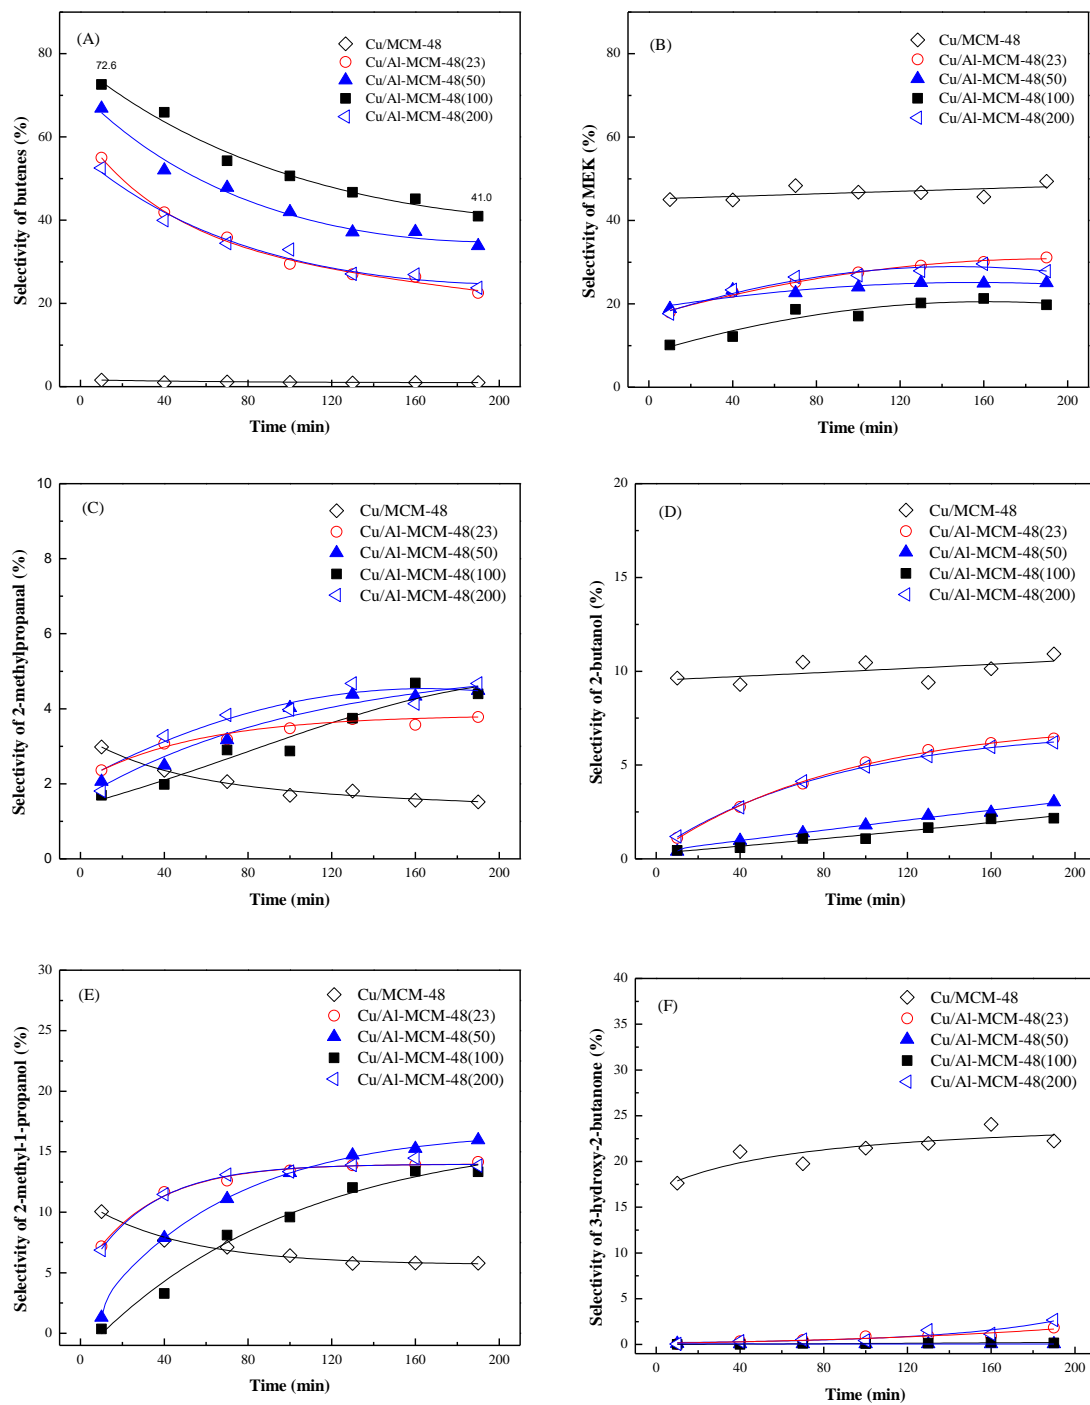 (A)
Cu/MCM-48
Cu/Al-MCM-48(23)
Cu/Al-MCM-48(50)
Cu/Al-MCM-48(100)
Cu/Al-MCM-48(200)
72.6
41.0
80
60
40
20
0
Selectivity of butenes (%)
0 40 80 120 160 200
Time (min)
(B)
Cu/MCM-48
Cu/Al-MCM-48(23)
Cu/Al-MCM-48(50)
Cu/Al-MCM-48(100)
Cu/Al-MCM-48(200)
80
60
40
20
0
Selectivity of MEK (%)
0 40 80 120 160 200
Time (min)
(C)
Cu/MCM-48
Cu/Al-MCM-48(23)
Cu/Al-MCM-48(50)
Cu/Al-MCM-48(100)
Cu/Al-MCM-48(200)
10
8
6
4
2
0
Selectivity of 2-methylpropanal (%)
0 40 80 120 160 200
Time (min)
(D)
Cu/MCM-48
Cu/Al-MCM-48(23)
Cu/Al-MCM-48(50)
Cu/Al-MCM-48(100)
Cu/Al-MCM-48(200)
20
15
10
5
0
Selectivity of 2-butanol (%)
0 40 80 120 160 200
Time (min)
(E)
Cu/MCM-48
Cu/Al-MCM-48(23)
Cu/Al-MCM-48(50)
Cu/Al-MCM-48(100)
Cu/Al-MCM-48(200)
30
25
20
15
10
5
0
Selectivity of 2-methyl-1-propanol (%)
0 40 80 120 160 200
Time (min)
(F)
Cu/MCM-48
Cu/Al-MCM-48(23)
Cu/Al-MCM-48(50)
Cu/Al-MCM-48(100)
Cu/Al-MCM-48(200)
40
35
30
25
20
15
10
5
0
Selectivity of 3-hydroxy-2-butanone (%)
0 40 80 120 160 200
Time (min)